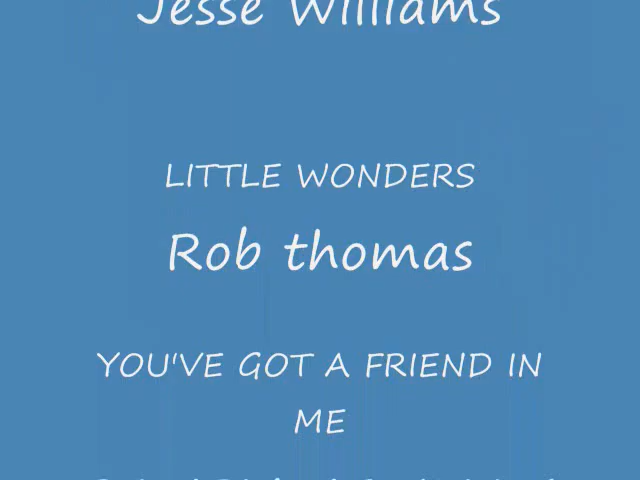 Jesse Williams
LITTLE WONDERS
Rob thomas
YOU'VE GOT A FRIEND IN
ME